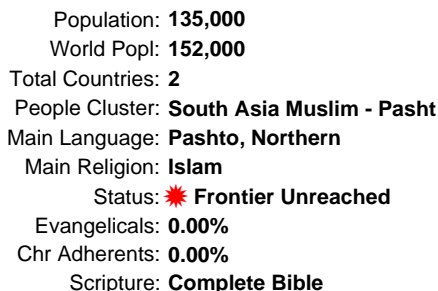 Population: 135,000
World Popl: 152,000
Total Countries: 2
People Cluster: South Asia Muslim - Pasht
Main Language: Pashto, Northern
Main Religion: Islam
Status: Frontier Unreached
Evangelicals: 0.00%
Chr Adherents: 0.00%
Scripture: Complete Bible